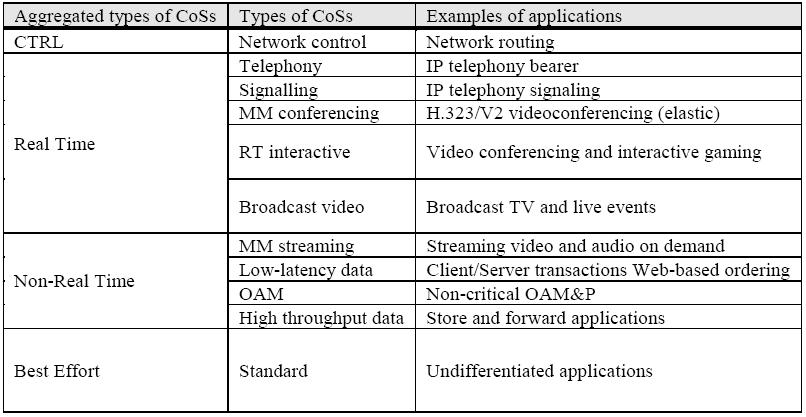 Aggregated types of CoSs Types of CoSs Examples of applications
CTRL Network control Network routing
Real Time Telephony IP telephony bearer
Signalling IP telephony signaling
MM conferencing H.323/V2 videoconferencing (elastic)
RT interactive Video conferencing and interactive gaming
Broadcast video Broadcast TV and live events
Non-Real Time MM streaming Streaming video and audio on demand
Low-latency data Client/Server transactions Web-based ordering
OAM Non-critical OAM&P
High throughput data Store and forward applications
Best Effort Standard Undifferentiated applications